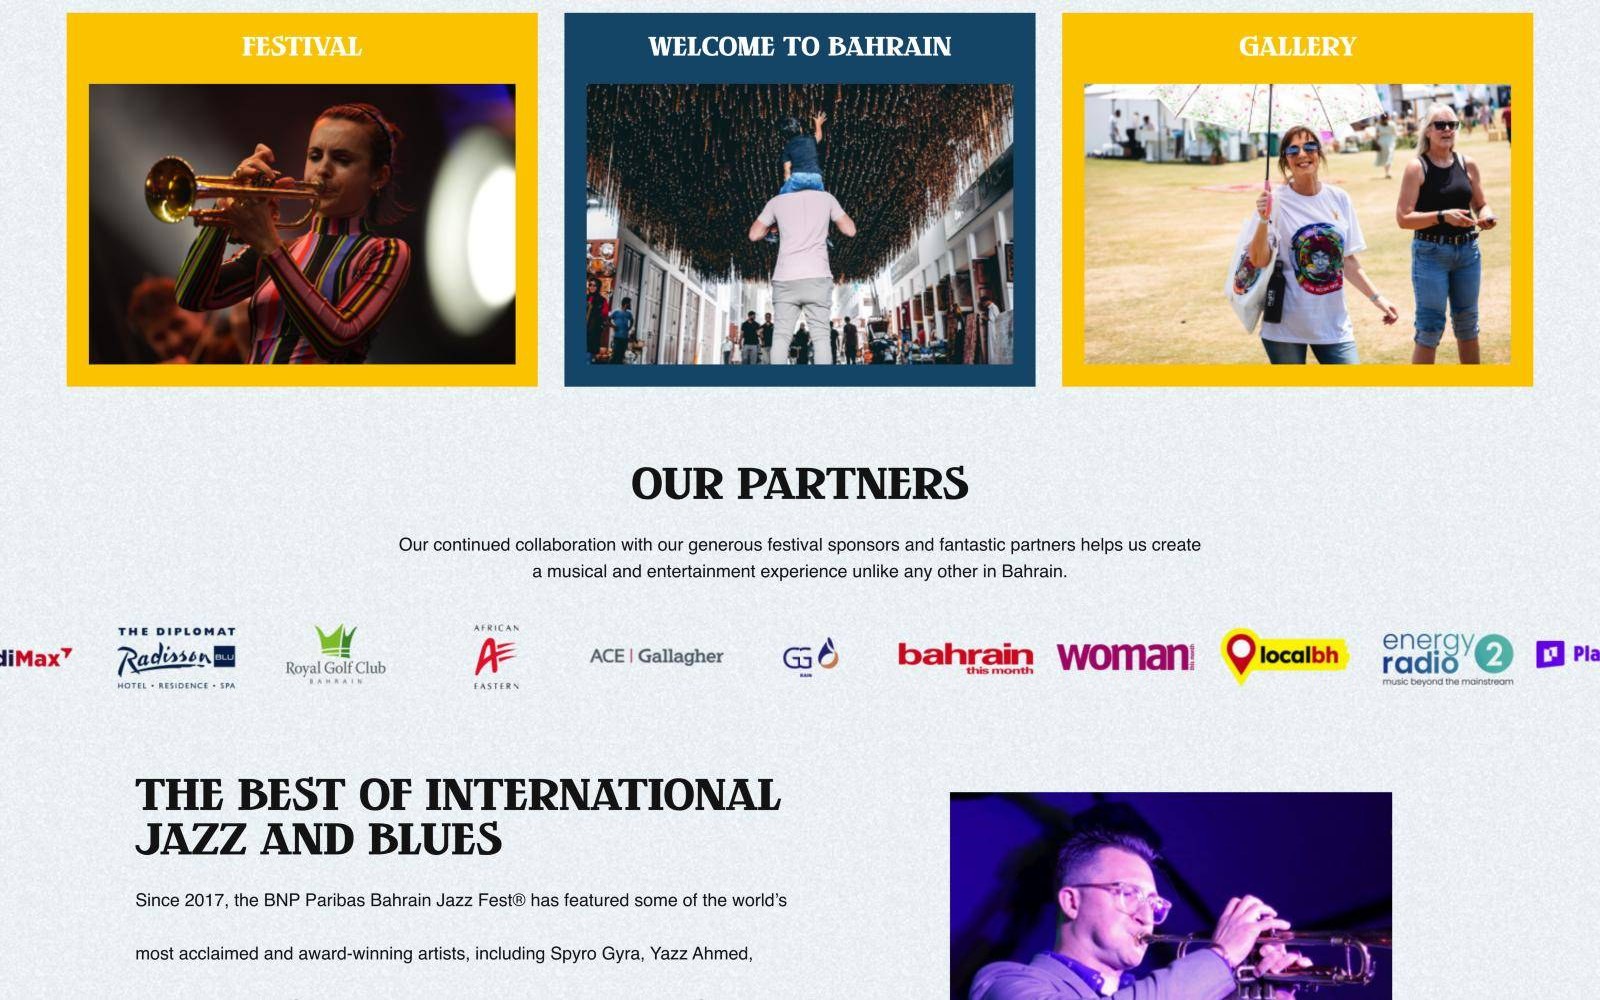 FESTIVAL
WELCOME TO BAHRAIN
GALLERY
OUR PARTNERS
Our continued collaboration with our generous festival sponsors and fantastic partners helps us create
a musical and entertainment experience unlike any other in Bahrain.
diMax
THE DIPLOMAT
Radisson BLU
HOTEL • RESIDENCE • SPA
Royal Golf Club
BAHRAIN
AFRICAN
AE
EASTERN
ACE | Gallagher
GG
bahrain
this month
woman
this month
localbh
energy
radio 2
music beyond the mainstream
Pla
THE BEST OF INTERNATIONAL
JAZZ AND BLUES
Since 2017, the BNP Paribas Bahrain Jazz Fest® has featured some of the world’s
most acclaimed and award-winning artists, including Spyro Gyra, Yazz Ahmed,